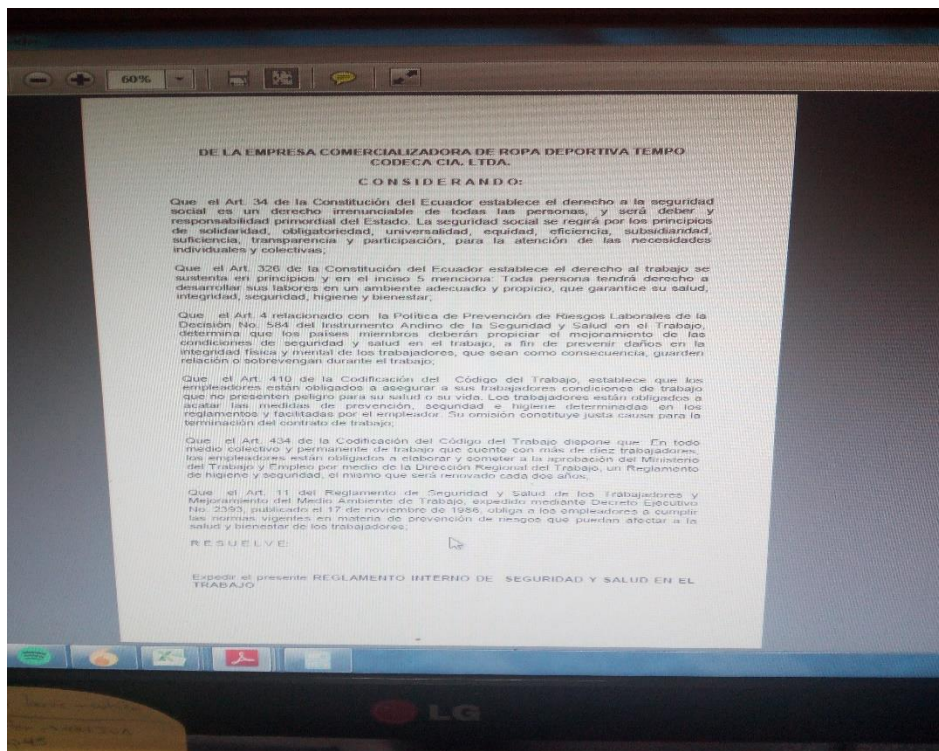 60%
DE LA EMPRESA COMERCIALIZADORA DE ROPA DEPORTIVA TEMPO
CODECA CIA. LTDA.
C O N S I D E R A N D O:
Que el Art. 34 de la Constitución del Ecuador establece el derecho a la seguridad
social es un derecho irrenunciable de todas las personas, y será deber y
responsabilidad primordial del Estado. La seguridad social se regirá por los principios
de solidaridad, obligatoriedad, universalidad, equidad, eficiencia, subsidiaridad,
suficiencia, transparencia y participación, para la atención de las necesidades
individuales y colectivas;
Que el Art. 326 de la Constitución del Ecuador establece el derecho al trabajo se
sustenta en principios y en el inciso 5 menciona: Toda persona tendrá derecho a
desarrollar sus labores en un ambiente adecuado y propicio, que garantice su salud,
integridad, seguridad, higiene y bienestar;
Que el Art. 4 relacionado con la Política de Prevención de Riesgos Laborales de la
Decisión No. 584 del Instrumento Andino de la Seguridad y Salud en el Trabajo,
determina que los países miembros deberán propiciar el mejoramiento de las
condiciones de seguridad y salud en el trabajo, a fin de prevenir daños en la
integridad física y mental de los trabajadores, que sean como consecuencia, guarden
relación o sobrevengan durante el trabajo;
Que el Art. 410 de la Codificación del Código del Trabajo, establece que los
empleadores están obligados a asegurar a sus trabajadores condiciones de trabajo
que no presenten peligro para su salud o su vida. Los trabajadores están obligados a
acatar las medidas de prevención, seguridad e higiene determinadas en los
reglamentos y facilitadas por el empleador. Su omisión constituye justa causa para la
terminación del contrato de trabajo;
Que el Art. 434 de la Codificación del Código del Trabajo dispone que: En todo
medio colectivo y permanente de trabajo que cuente con más de diez trabajadores,
los empleadores están obligados a elaborar y someter a la aprobación del Ministerio
del Trabajo y Empleo por medio de la Dirección Regional del Trabajo, un Reglamento
de higiene y seguridad, el mismo que será renovado cada dos años;
Que el Art. 11 del Reglamento de Seguridad y Salud de los Trabajadores y
Mejoramiento del Medio Ambiente de Trabajo, expedido mediante Decreto Ejecutivo
No. 2393, publicado el 17 de noviembre de 1986, obliga a los empleadores a cumplir
las normas vigentes en materia de prevención de riesgos que puedan afectar a la
salud y bienestar de los trabajadores;
R E S U E L V E:
Expedir el presente REGLAMENTO INTERNO DE SEGURIDAD Y SALUD EN EL
TRABAJO
LG